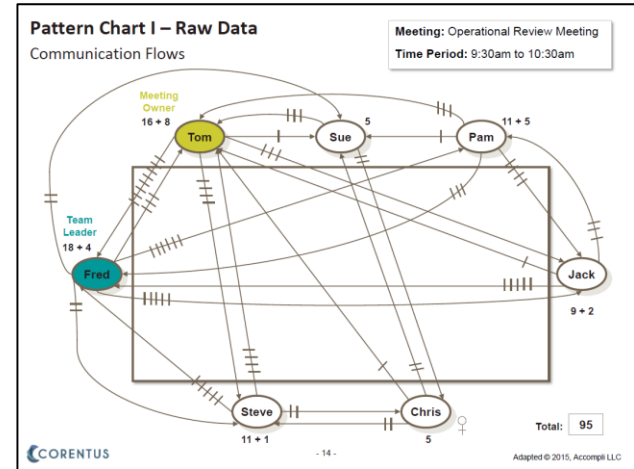 Pattern Chart I – Raw Data
Communication Flows
Meeting: Operational Review Meeting
Time Period: 9:30am to 10:30am
Meeting
Owner
16 + 8
Tom
Sue
5
Pam
11 + 5
Team
Leader
18 + 4
Fred
Jack
9 + 2
Steve
11 + 1
Chris
5
Total: 95
CORENTUS
- 14 -
Adapted © 2015, Accompli LLC